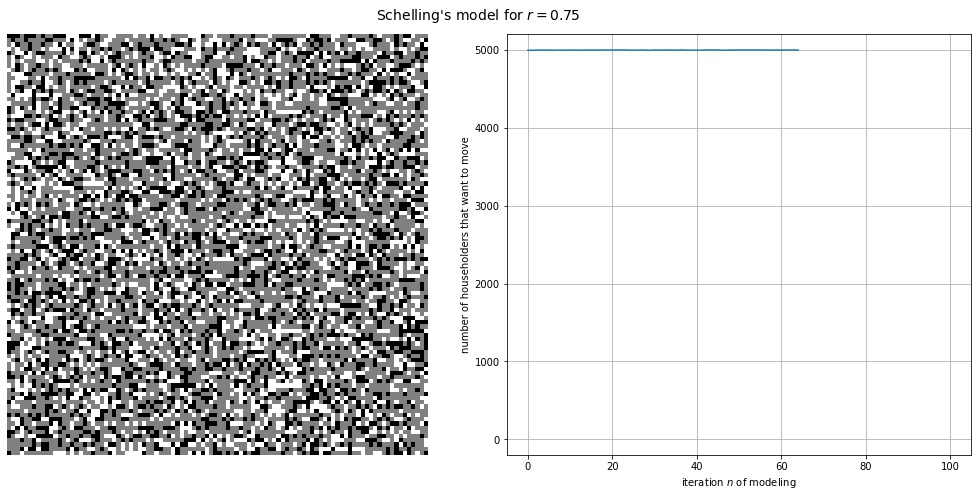 Schelling's model for r = 0.75
number of householders that want to move
5000
4000
3000
2000
1000
0
0 20 40 60 80 100
iteration n of modeling